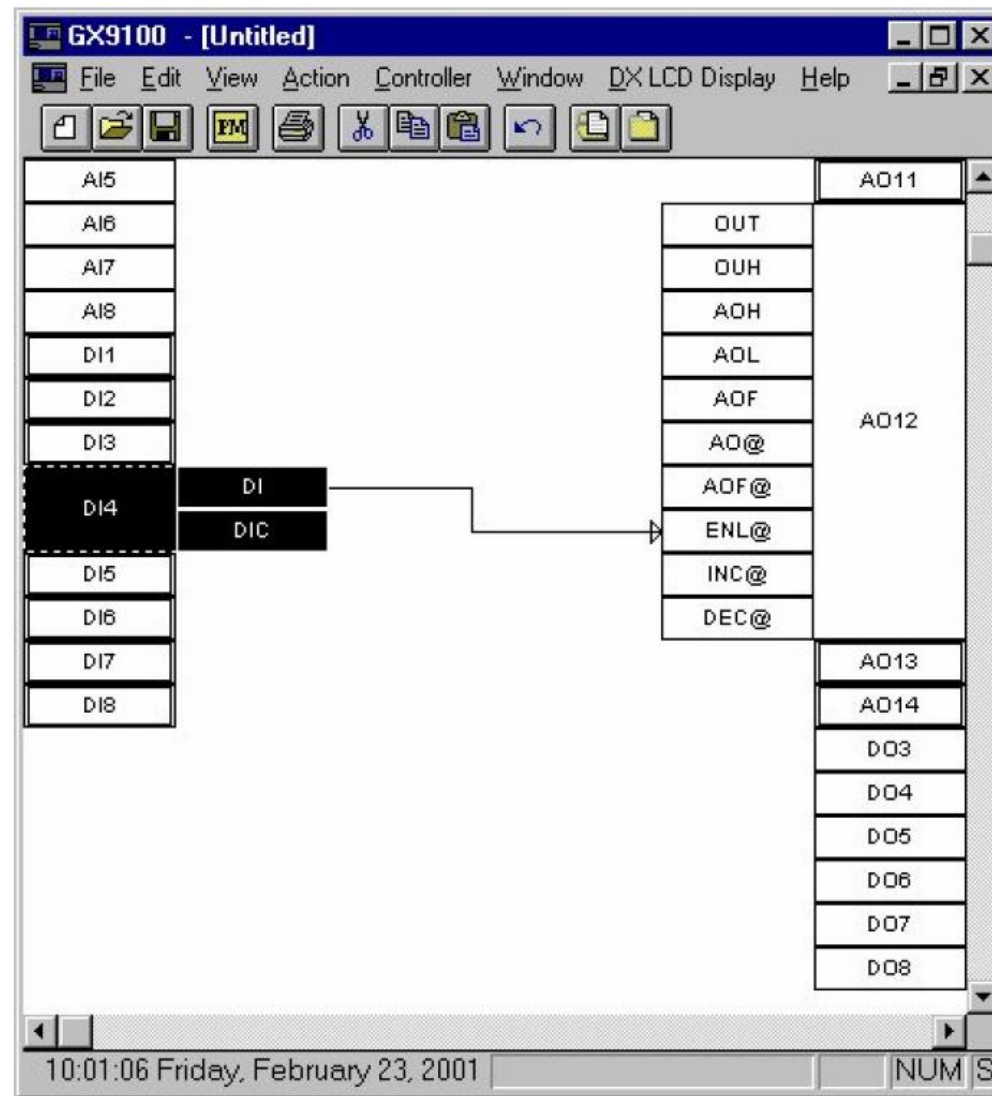 GX9100 - [Untitled]
File Edit View Action Controller Window DX LCD Display Help
FM
AI5
AI6
AI7
AI8
DI1
DI2
DI3
DI4
DI
DIC
DI5
DI6
DI7
DI8
OUT
OUH
AOH
AOL
AOF
AO@
AOF@
ENL@
INC@
DEC@
AO11
AO12
AO13
AO14
DO3
DO4
DO5
DO6
DO7
DO8
10:01:06 Friday, February 23, 2001
NUM S